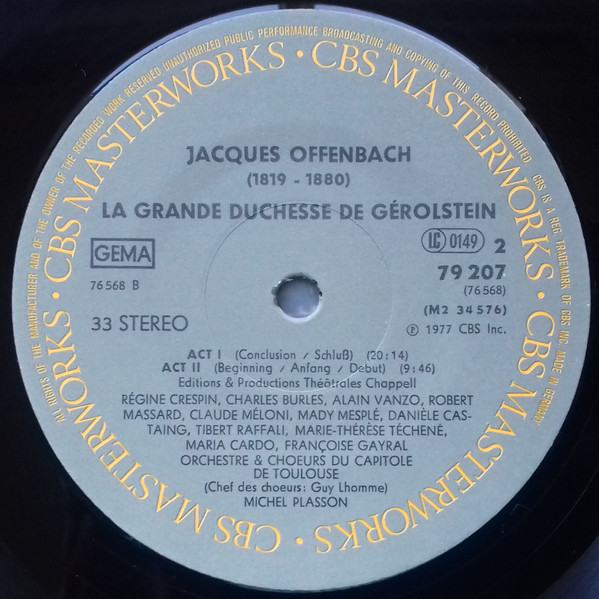 ALL RIGHTS OF THE MANUFACTURER AND OF THE OWNER OF THE RECORDED WORK RESERVED UNAUTHORIZED PUBLIC PERFORMANCE BROADCASTING AND COPYING OF THIS RECORD PROHIBITED. CBS IS A REG. TRADEMARK OF CBS INC. MADE IN GERMANY
CBS MASTERWORKS • CBS MASTERWORKS • CBS MASTERWORKS • CBS MASTERWORKS •
JACQUES OFFENBACH
(1819 - 1880)
LA GRANDE DUCHESSE DE GÉROLSTEIN
GEMA
LC 0149 2
76568 B
79 207
(76 568)
(M2 34 576)
33 STEREO
℗ 1977 CBS Inc.
ACT I (Conclusion / Schluß) (20:14)
ACT II (Beginning / Anfang / Debut) (9:46)
Editions & Productions Théâtrales Chappell
RÉGINE CRESPIN, CHARLES BURLES, ALAIN VANZO, ROBERT
MASSARD, CLAUDE MÉLONI, MADY MESPLÉ, DANIÈLE CAS-
TAING, TIBERT RAFFALI, MARIE-THÉRÈSE TÉCHENÉ,
MARIA CARDO, FRANÇOISE GAYRAL
ORCHESTRE & CHOEURS DU CAPITOLE
DE TOULOUSE
(Chef des choeurs: Guy Lhomme)
MICHEL PLASSON